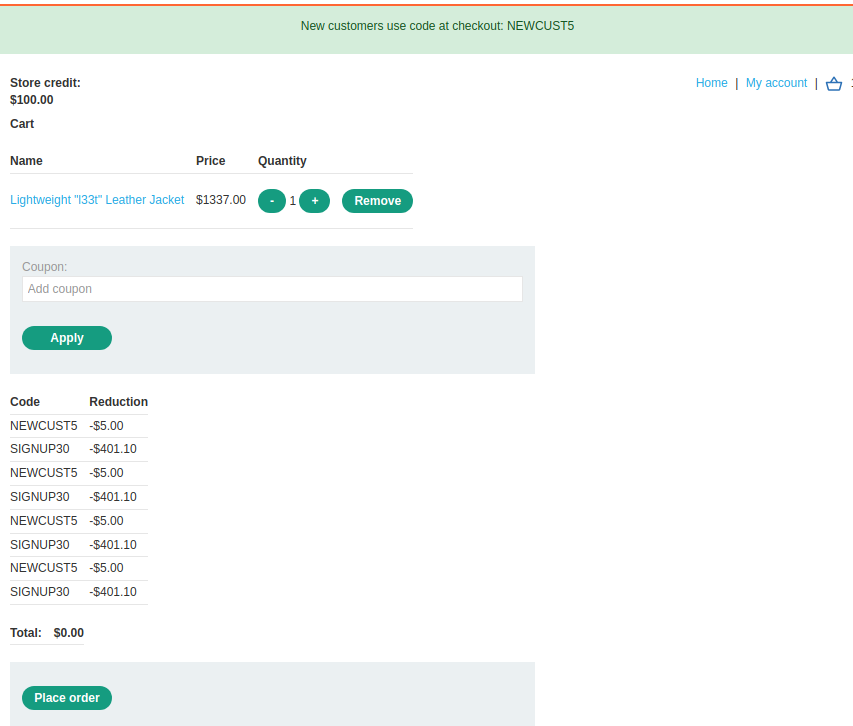 New customers use code at checkout: NEWCUST5
Store credit:
$100.00
Home | My account |
Cart
Name Price Quantity
Lightweight "l33t" Leather Jacket $1337.00 - 1 + Remove
Coupon:
Add coupon
Apply
Code Reduction
NEWCUST5 -$5.00
SIGNUP30 -$401.10
NEWCUST5 -$5.00
SIGNUP30 -$401.10
NEWCUST5 -$5.00
SIGNUP30 -$401.10
NEWCUST5 -$5.00
SIGNUP30 -$401.10
Total: $0.00
Place order